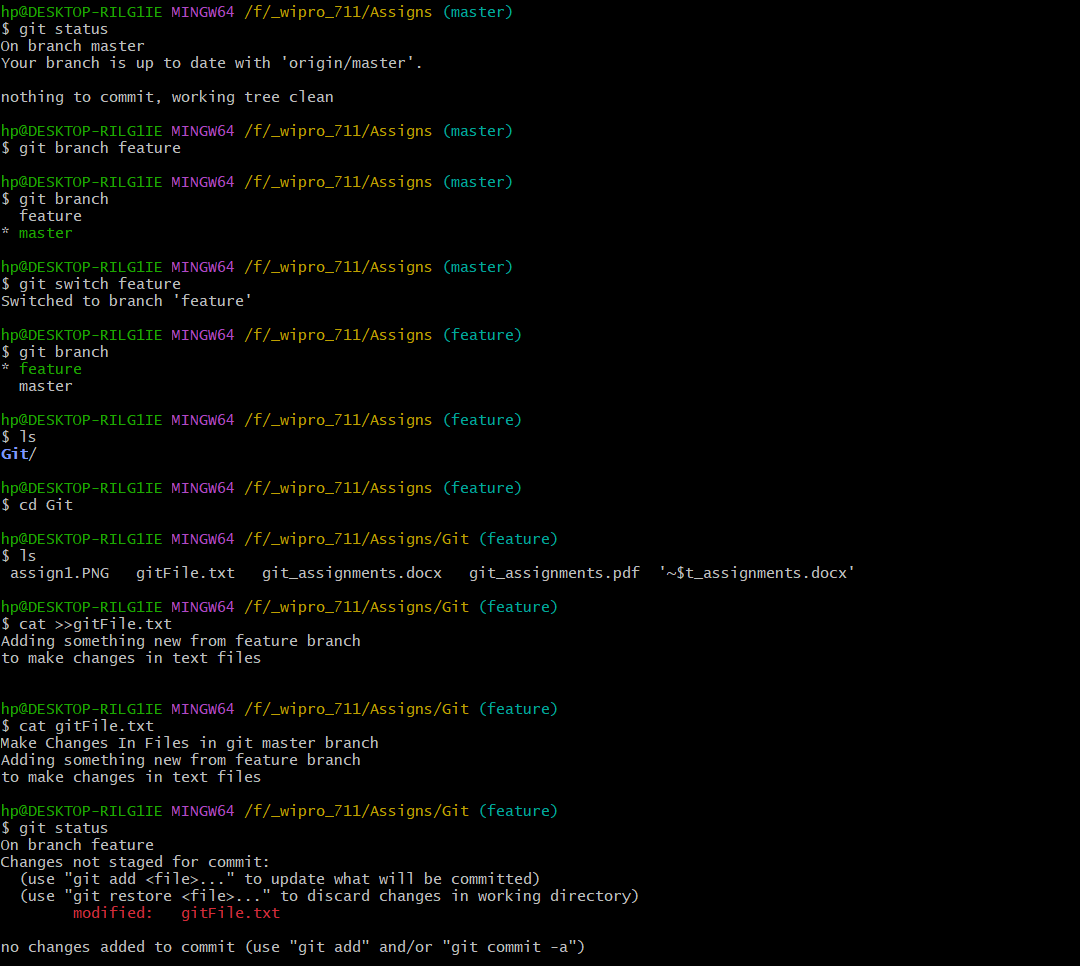 hp@DESKTOP-RILG1IE MINGW64 /f/_wipro_711/Assigns (master)
$ git status
On branch master
Your branch is up to date with 'origin/master'.
nothing to commit, working tree clean
hp@DESKTOP-RILG1IE MINGW64 /f/_wipro_711/Assigns (master)
$ git branch feature
hp@DESKTOP-RILG1IE MINGW64 /f/_wipro_711/Assigns (master)
$ git branch
  feature
* master
hp@DESKTOP-RILG1IE MINGW64 /f/_wipro_711/Assigns (master)
$ git switch feature
Switched to branch 'feature'
hp@DESKTOP-RILG1IE MINGW64 /f/_wipro_711/Assigns (feature)
$ git branch
* feature
  master
hp@DESKTOP-RILG1IE MINGW64 /f/_wipro_711/Assigns (feature)
$ ls
Git/
hp@DESKTOP-RILG1IE MINGW64 /f/_wipro_711/Assigns (feature)
$ cd Git
hp@DESKTOP-RILG1IE MINGW64 /f/_wipro_711/Assigns/Git (feature)
$ ls
 assign1.PNG   gitFile.txt   git_assignments.docx   git_assignments.pdf  '~$t_assignments.docx'
hp@DESKTOP-RILG1IE MINGW64 /f/_wipro_711/Assigns/Git (feature)
$ cat >>gitFile.txt
Adding something new from feature branch
to make changes in text files
hp@DESKTOP-RILG1IE MINGW64 /f/_wipro_711/Assigns/Git (feature)
$ cat gitFile.txt
Make Changes In Files in git master branch
Adding something new from feature branch
to make changes in text files
hp@DESKTOP-RILG1IE MINGW64 /f/_wipro_711/Assigns/Git (feature)
$ git status
On branch feature
Changes not staged for commit:
  (use "git add <file>..." to update what will be committed)
  (use "git restore <file>..." to discard changes in working directory)
        modified:   gitFile.txt
no changes added to commit (use "git add" and/or "git commit -a")